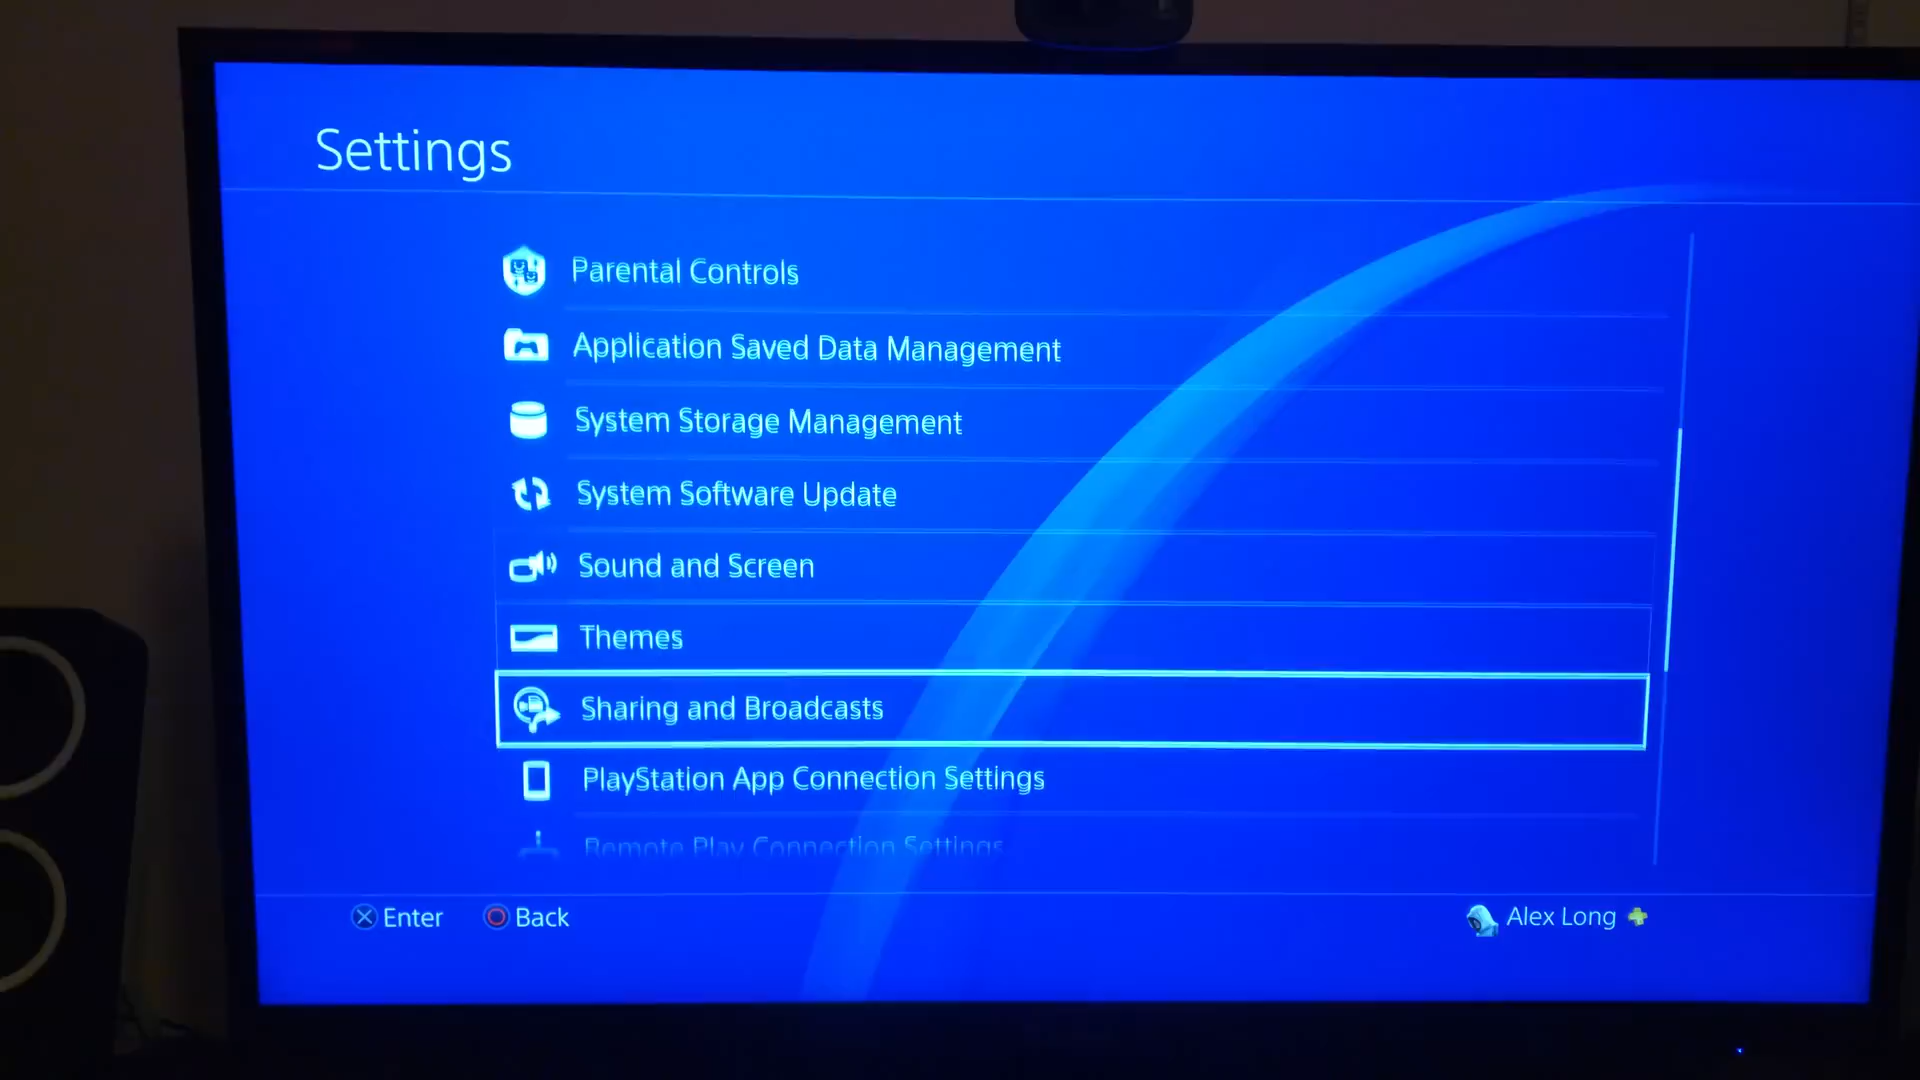 Settings
Parental Controls
Application Saved Data Management
System Storage Management
System Software Update
Sound and Screen
Themes
Sharing and Broadcasts
PlayStation App Connection Settings
Remote Play Connection Settings
Enter Back
Alex Long